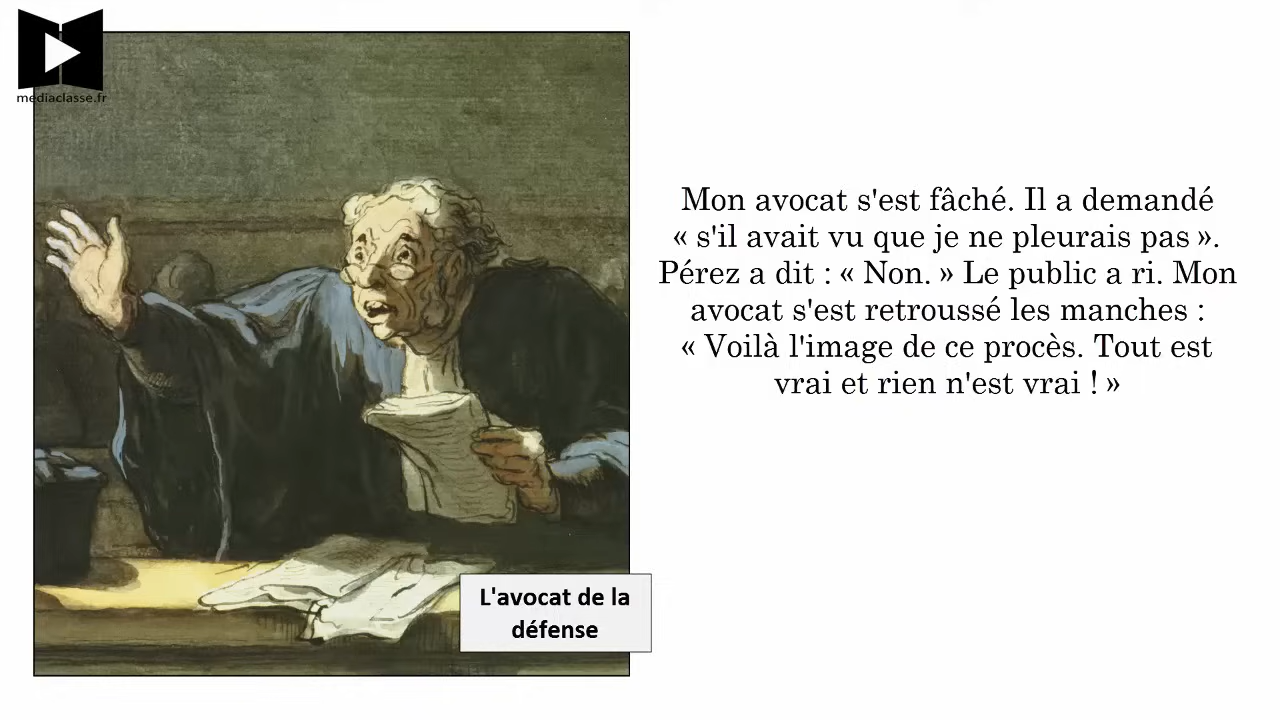 mediaclasse.fr
Mon avocat s'est fâché. Il a demandé
« s'il avait vu que je ne pleurais pas ».
Pérez a dit : « Non. » Le public a ri. Mon
avocat s'est retroussé les manches :
« Voilà l'image de ce procès. Tout est
vrai et rien n'est vrai ! »
L'avocat de la
défense